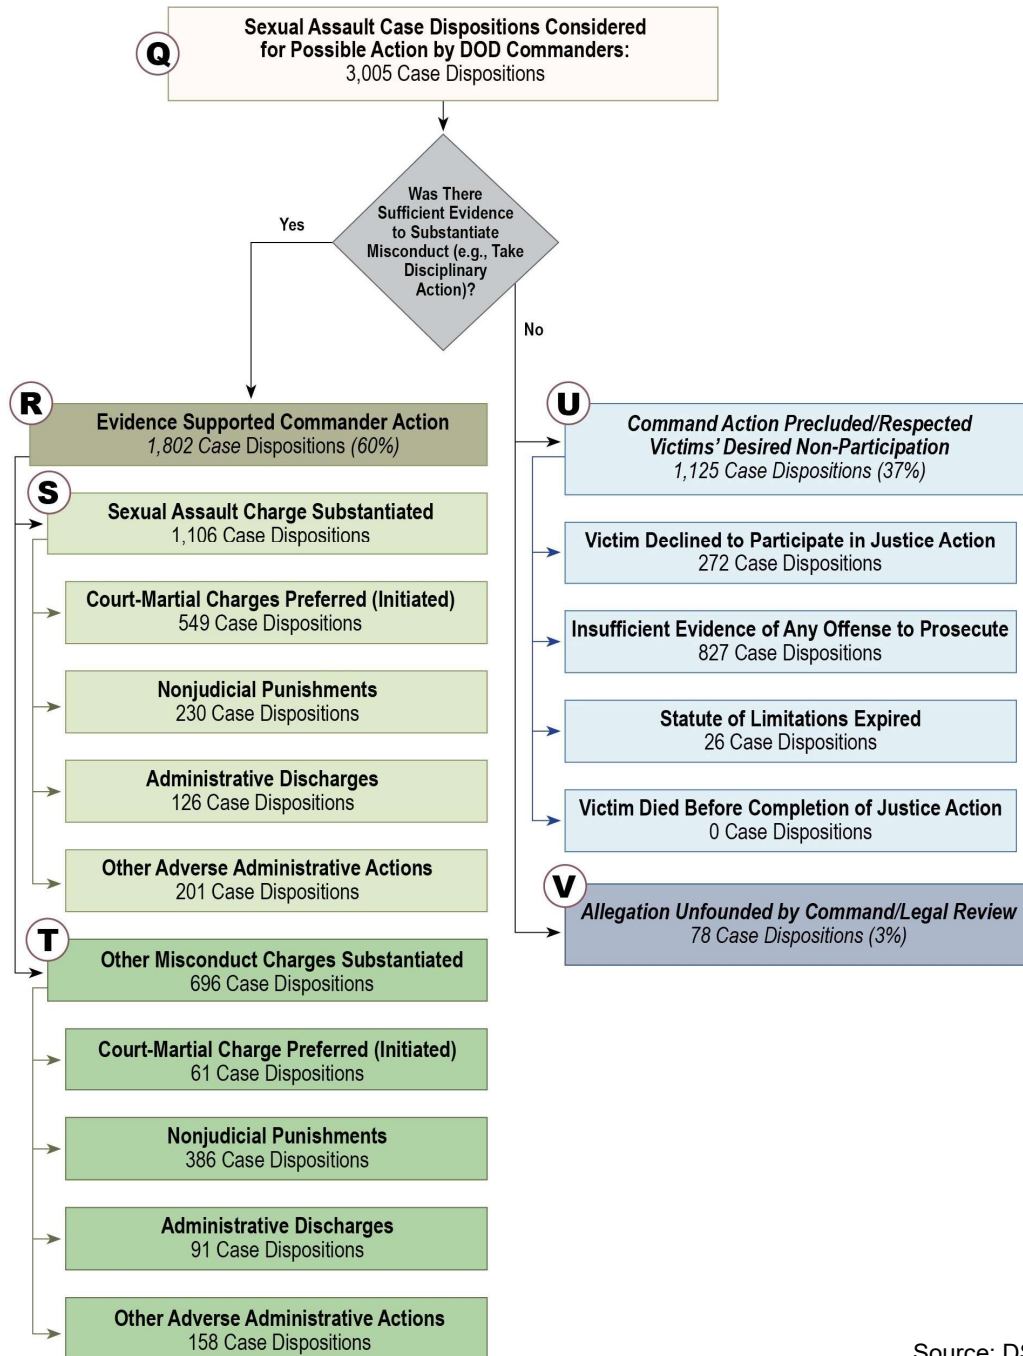 Q
Sexual Assault Case Dispositions Considered
for Possible Action by DOD Commanders:
3,005 Case Dispositions
Was There
Sufficient Evidence
to Substantiate
Misconduct (e.g., Take
Disciplinary
Action)?
Yes
No
R
Evidence Supported Commander Action
1,802 Case Dispositions (60%)
S
Sexual Assault Charge Substantiated
1,106 Case Dispositions
Court-Martial Charges Preferred (Initiated)
549 Case Dispositions
Nonjudicial Punishments
230 Case Dispositions
Administrative Discharges
126 Case Dispositions
Other Adverse Administrative Actions
201 Case Dispositions
T
Other Misconduct Charges Substantiated
696 Case Dispositions
Court-Martial Charge Preferred (Initiated)
61 Case Dispositions
Nonjudicial Punishments
386 Case Dispositions
Administrative Discharges
91 Case Dispositions
Other Adverse Administrative Actions
158 Case Dispositions
U
Command Action Precluded/Respected
Victims' Desired Non-Participation
1,125 Case Dispositions (37%)
Victim Declined to Participate in Justice Action
272 Case Dispositions
Insufficient Evidence of Any Offense to Prosecute
827 Case Dispositions
Statute of Limitations Expired
26 Case Dispositions
Victim Died Before Completion of Justice Action
0 Case Dispositions
V
Allegation Unfounded by Command/Legal Review
78 Case Dispositions (3%)
Source: